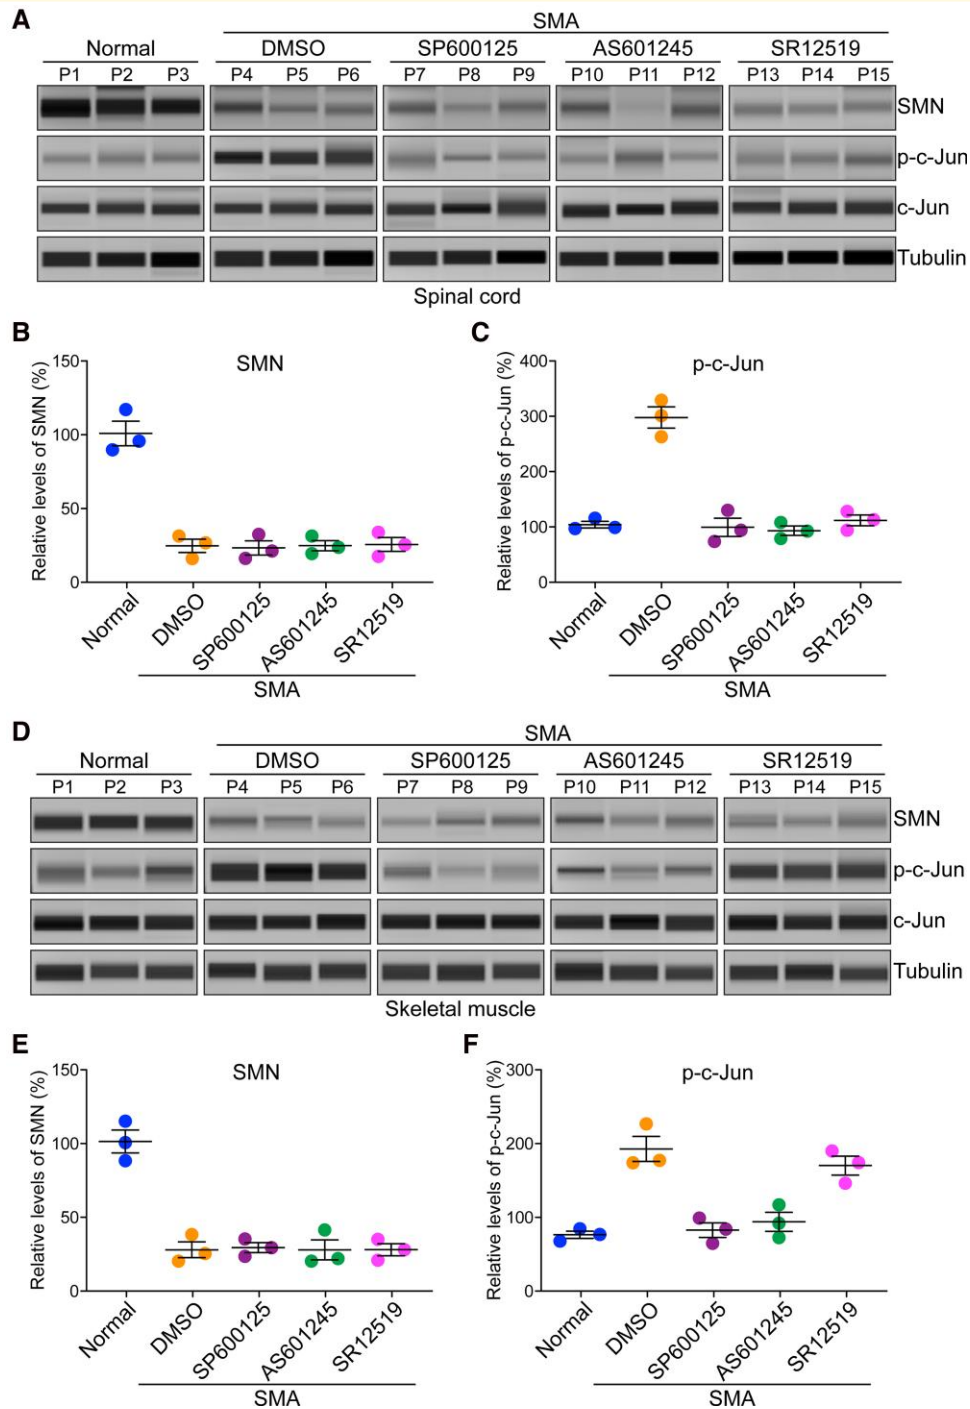 A
SMA
Normal DMSO SP600125 AS601245 SR12519
P1 P2 P3 P4 P5 P6 P7 P8 P9 P10 P11 P12 P13 P14 P15
SMN
p-c-Jun
c-Jun
Tubulin
Spinal cord
B
SMN
Relative levels of SMN (%)
150
100
50
0
Normal DMSO SP600125 AS601245 SR12519
SMA
C
p-c-Jun
Relative levels of p-c-Jun (%)
400
300
200
100
0
Normal DMSO SP600125 AS601245 SR12519
SMA
D
SMA
Normal DMSO SP600125 AS601245 SR12519
P1 P2 P3 P4 P5 P6 P7 P8 P9 P10 P11 P12 P13 P14 P15
SMN
p-c-Jun
c-Jun
Tubulin
Skeletal muscle
E
SMN
Relative levels of SMN (%)
150
100
50
0
Normal DMSO SP600125 AS601245 SR12519
SMA
F
p-c-Jun
Relative levels of p-c-Jun (%)
300
200
100
0
Normal DMSO SP600125 AS601245 SR12519
SMA